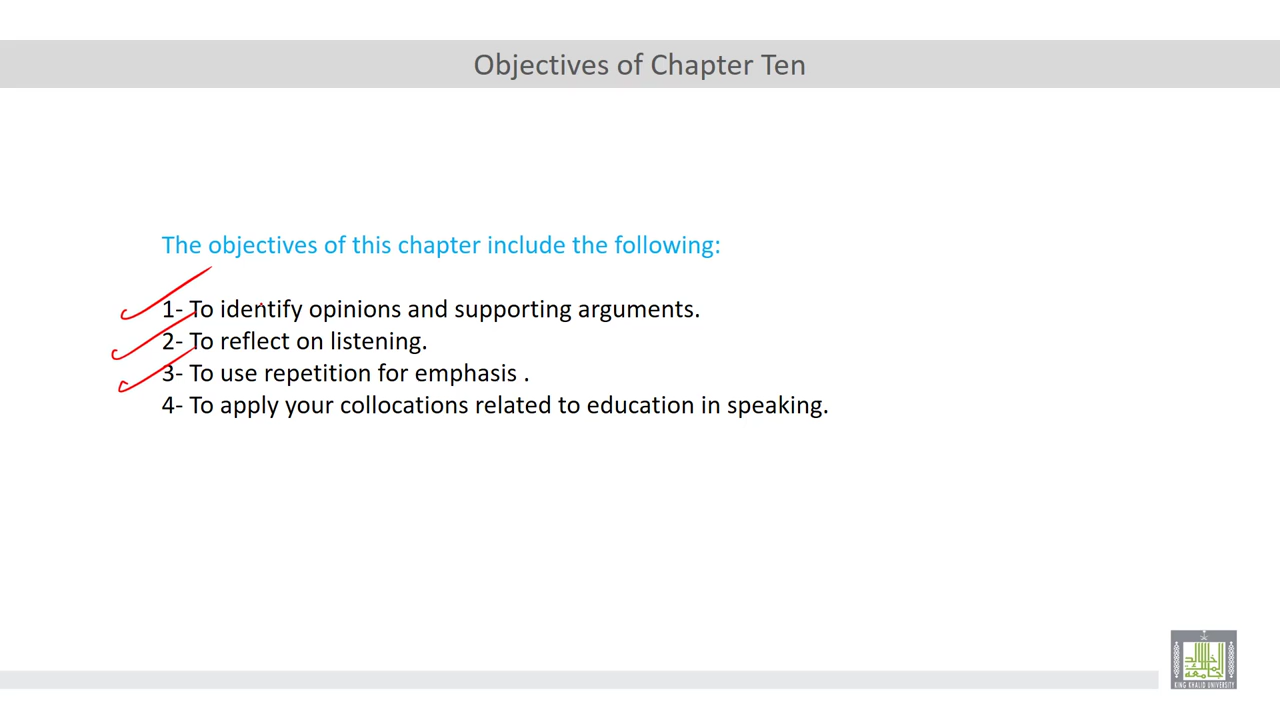 Objectives of Chapter Ten
The objectives of this chapter include the following:
1- To identify opinions and supporting arguments.
2- To reflect on listening.
3- To use repetition for emphasis .
4- To apply your collocations related to education in speaking.
KING KHALID UNIVERSITY